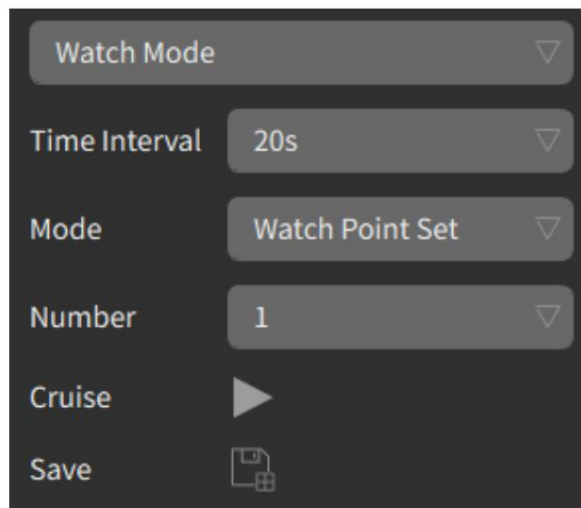 Watch Mode
Time Interval 20s
Mode Watch Point Set
Number 1
Cruise
Save